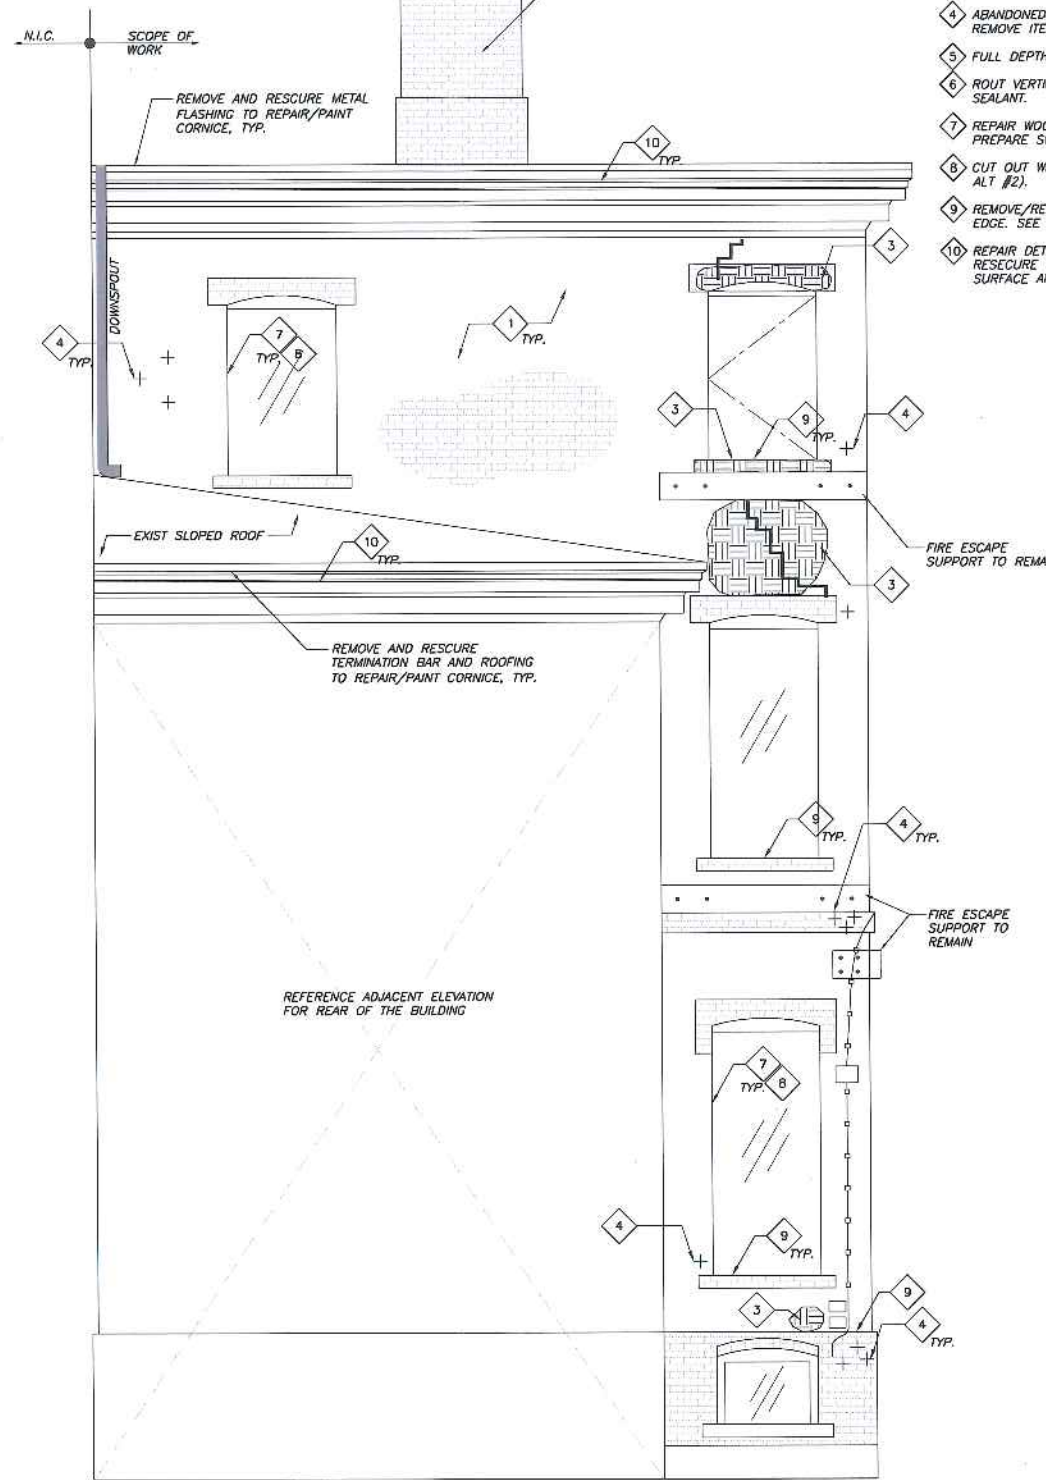 N.I.C.
SCOPE OF
WORK
REMOVE AND RESCURE METAL
FLASHING TO REPAIR/PAINT
CORNICE, TYP.
10
TYP.
4 ABANDONED
REMOVE ITE
5 FULL DEPTH
6 ROUT VERTI
SEALANT.
7 REPAIR WOO
PREPARE S
8 CUT OUT W
ALT #2).
9 REMOVE/RE
EDGE. SEE
10 REPAIR DET
RESECURE
SURFACE A
3
DOWNSPOUT
4
TYP.
7
TYP.
8
1
TYP.
3
9
TYP.
4
EXIST SLOPED ROOF
10
TYP.
FIRE ESCAPE
SUPPORT TO REMA
3
REMOVE AND RESCURE
TERMINATION BAR AND ROOFING
TO REPAIR/PAINT CORNICE, TYP.
9
TYP.
4
TYP.
FIRE ESCAPE
SUPPORT TO
REMAIN
REFERENCE ADJACENT ELEVATION
FOR REAR OF THE BUILDING
7
TYP.
8
4
9
TYP.
3
9
4
TYP.